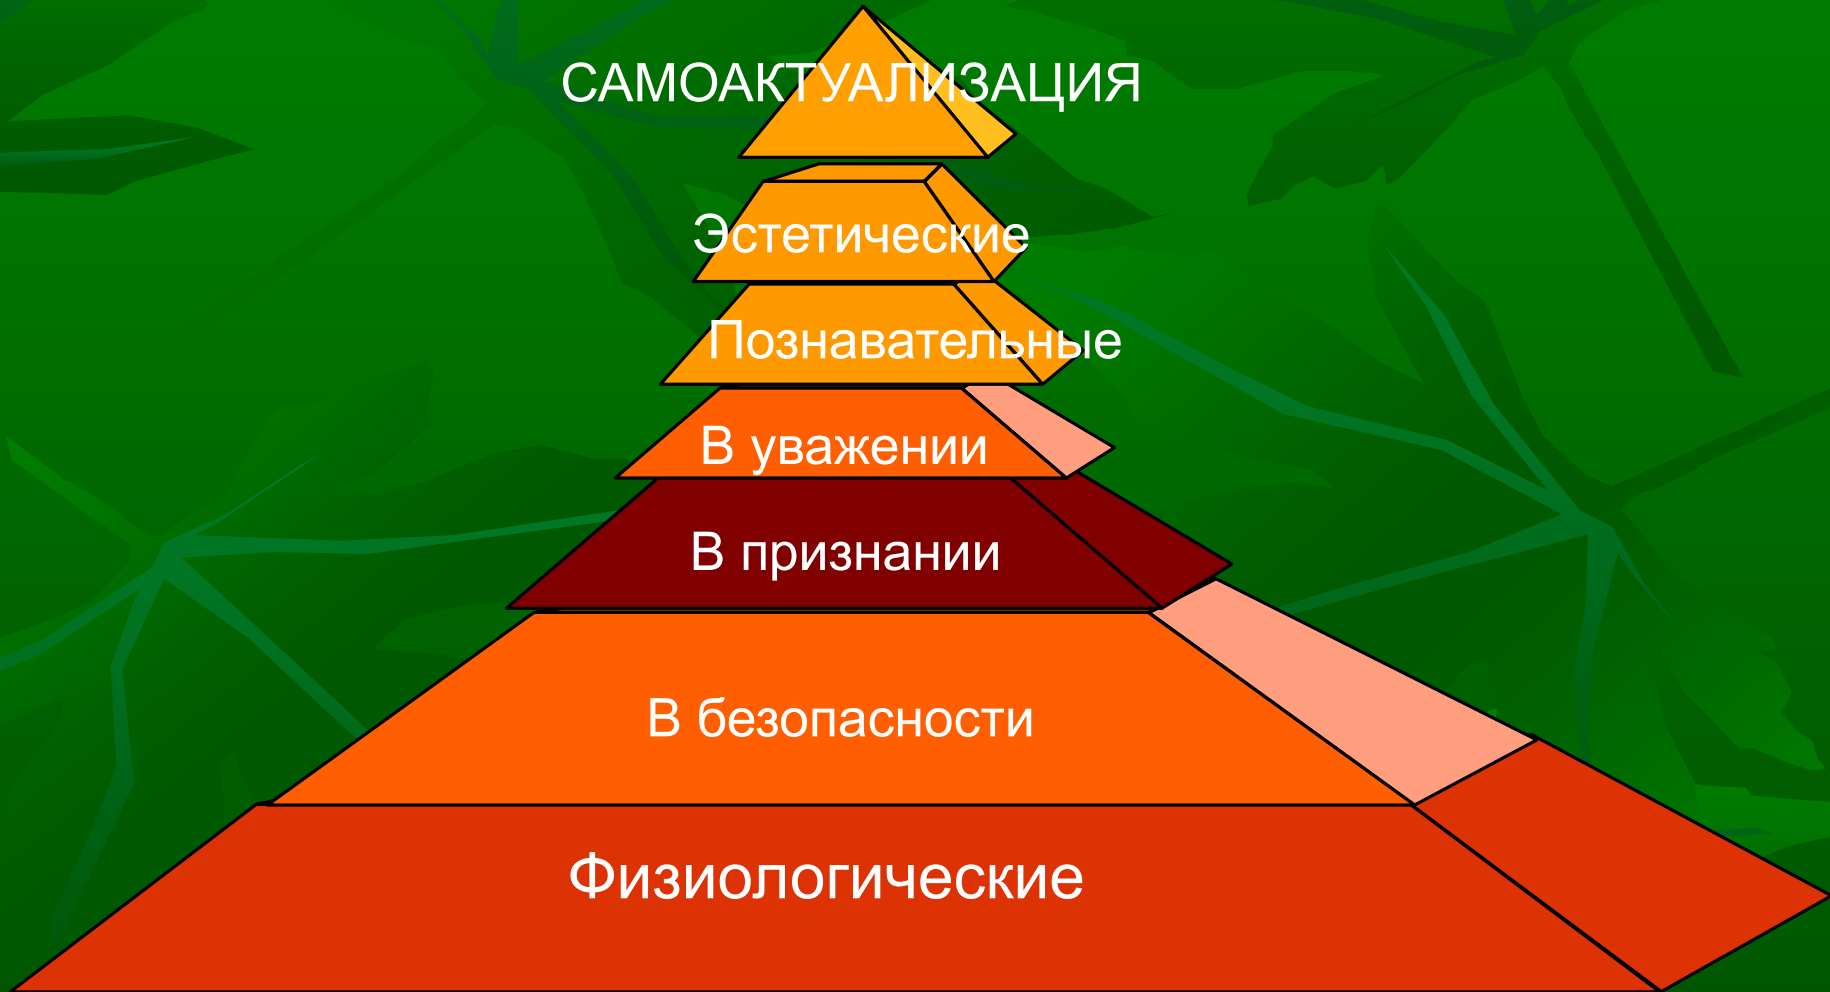 САМОАКТУАЛИЗАЦИЯ
Эстетические
Познавательные
В уважении
В признании
В безопасности
Физиологические